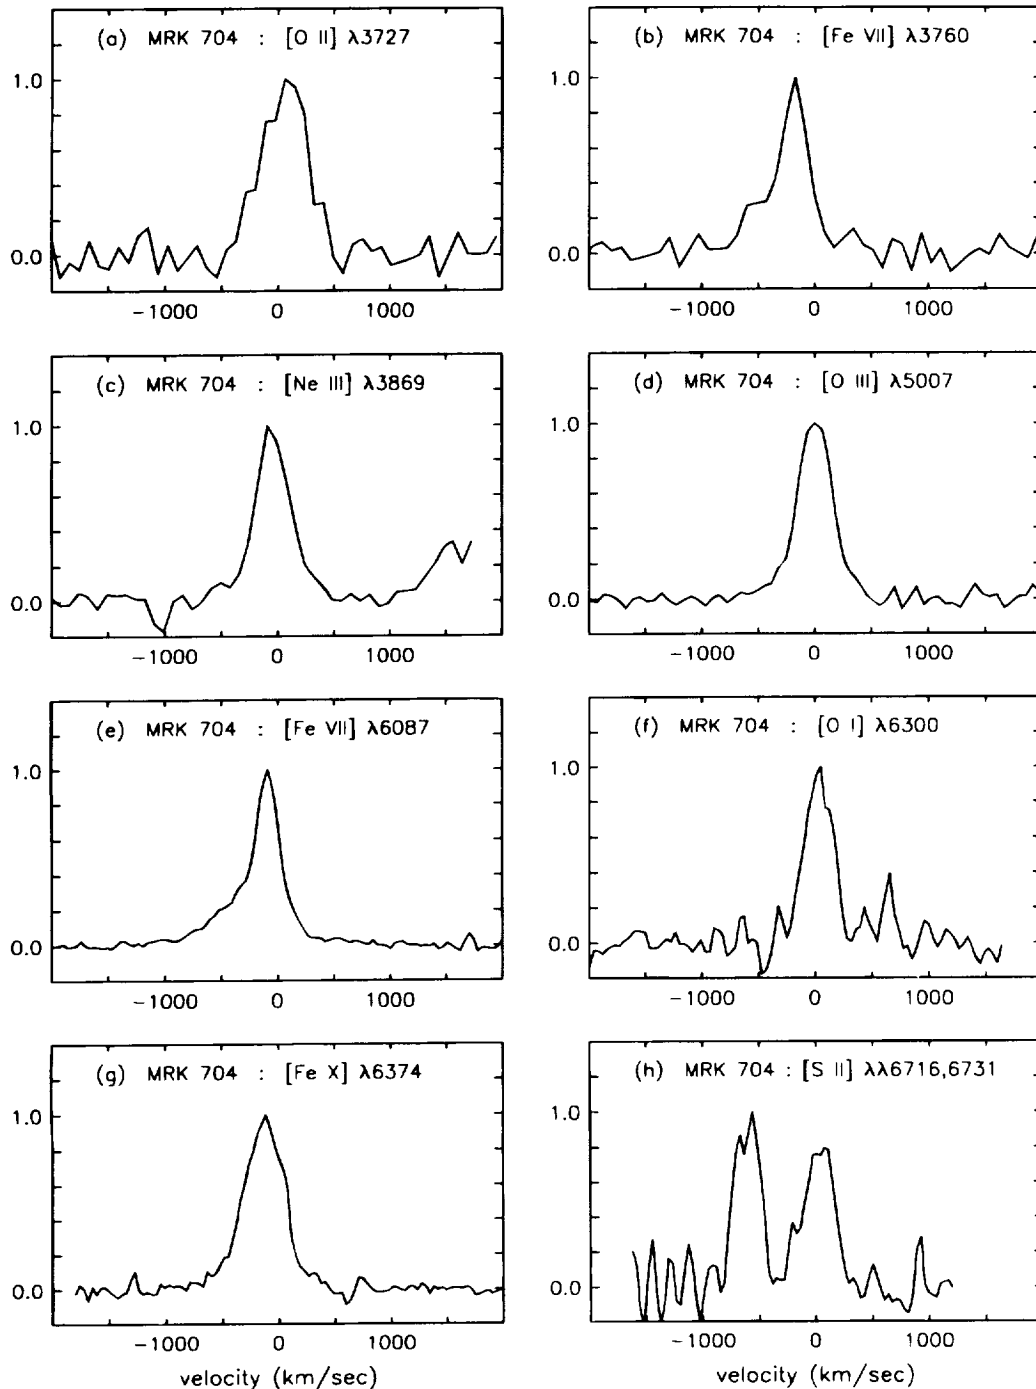 (a) MRK 704 : [O II] λ3727
1.0
0.0
−1000 0 1000
(b) MRK 704 : [Fe VII] λ3760
1.0
0.0
−1000 0 1000
(c) MRK 704 : [Ne III] λ3869
1.0
0.0
−1000 0 1000
(d) MRK 704 : [O III] λ5007
1.0
0.0
−1000 0 1000
(e) MRK 704 : [Fe VII] λ6087
1.0
0.0
−1000 0 1000
(f) MRK 704 : [O I] λ6300
1.0
0.0
−1000 0 1000
(g) MRK 704 : [Fe X] λ6374
1.0
0.0
−1000 0 1000
velocity (km/sec)
(h) MRK 704 : [S II] λλ6716,6731
1.0
0.0
−1000 0 1000
velocity (km/sec)